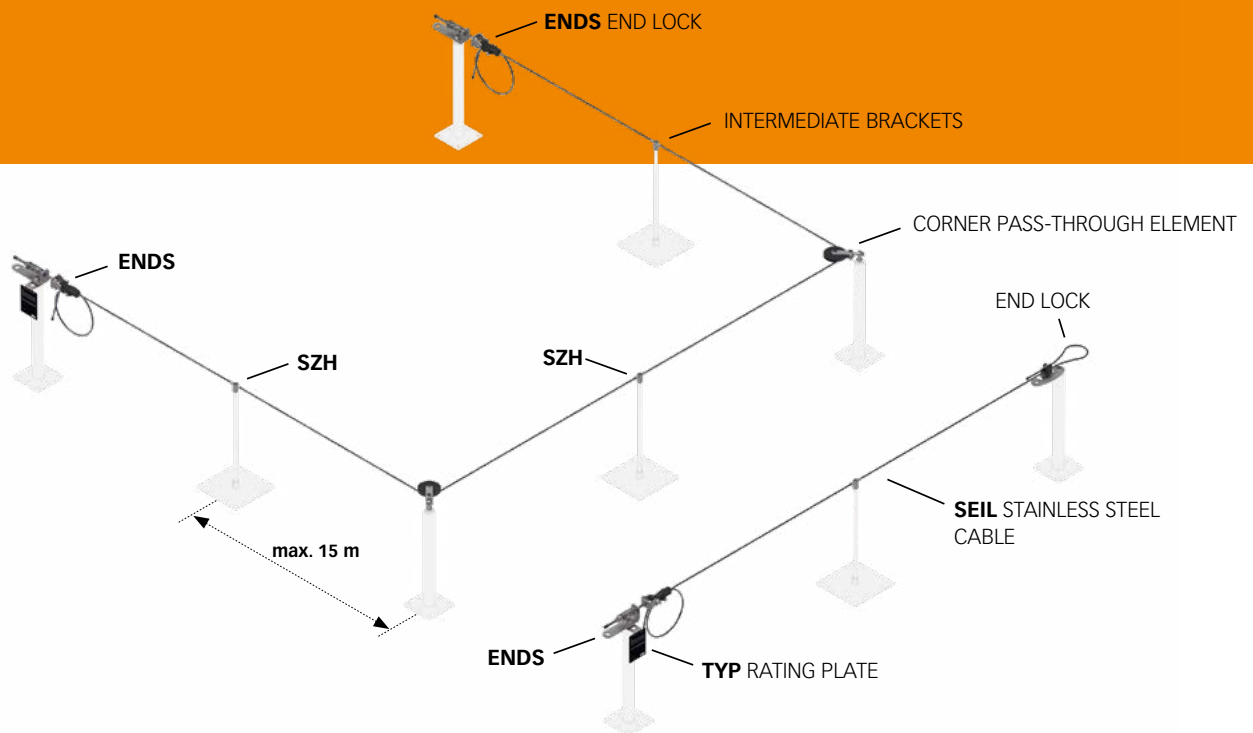 ENDS END LOCK
INTERMEDIATE BRACKETS
CORNER PASS-THROUGH ELEMENT
ENDS
END LOCK
SZH
SZH
SEIL STAINLESS STEEL
CABLE
max. 15 m
ENDS
TYP RATING PLATE